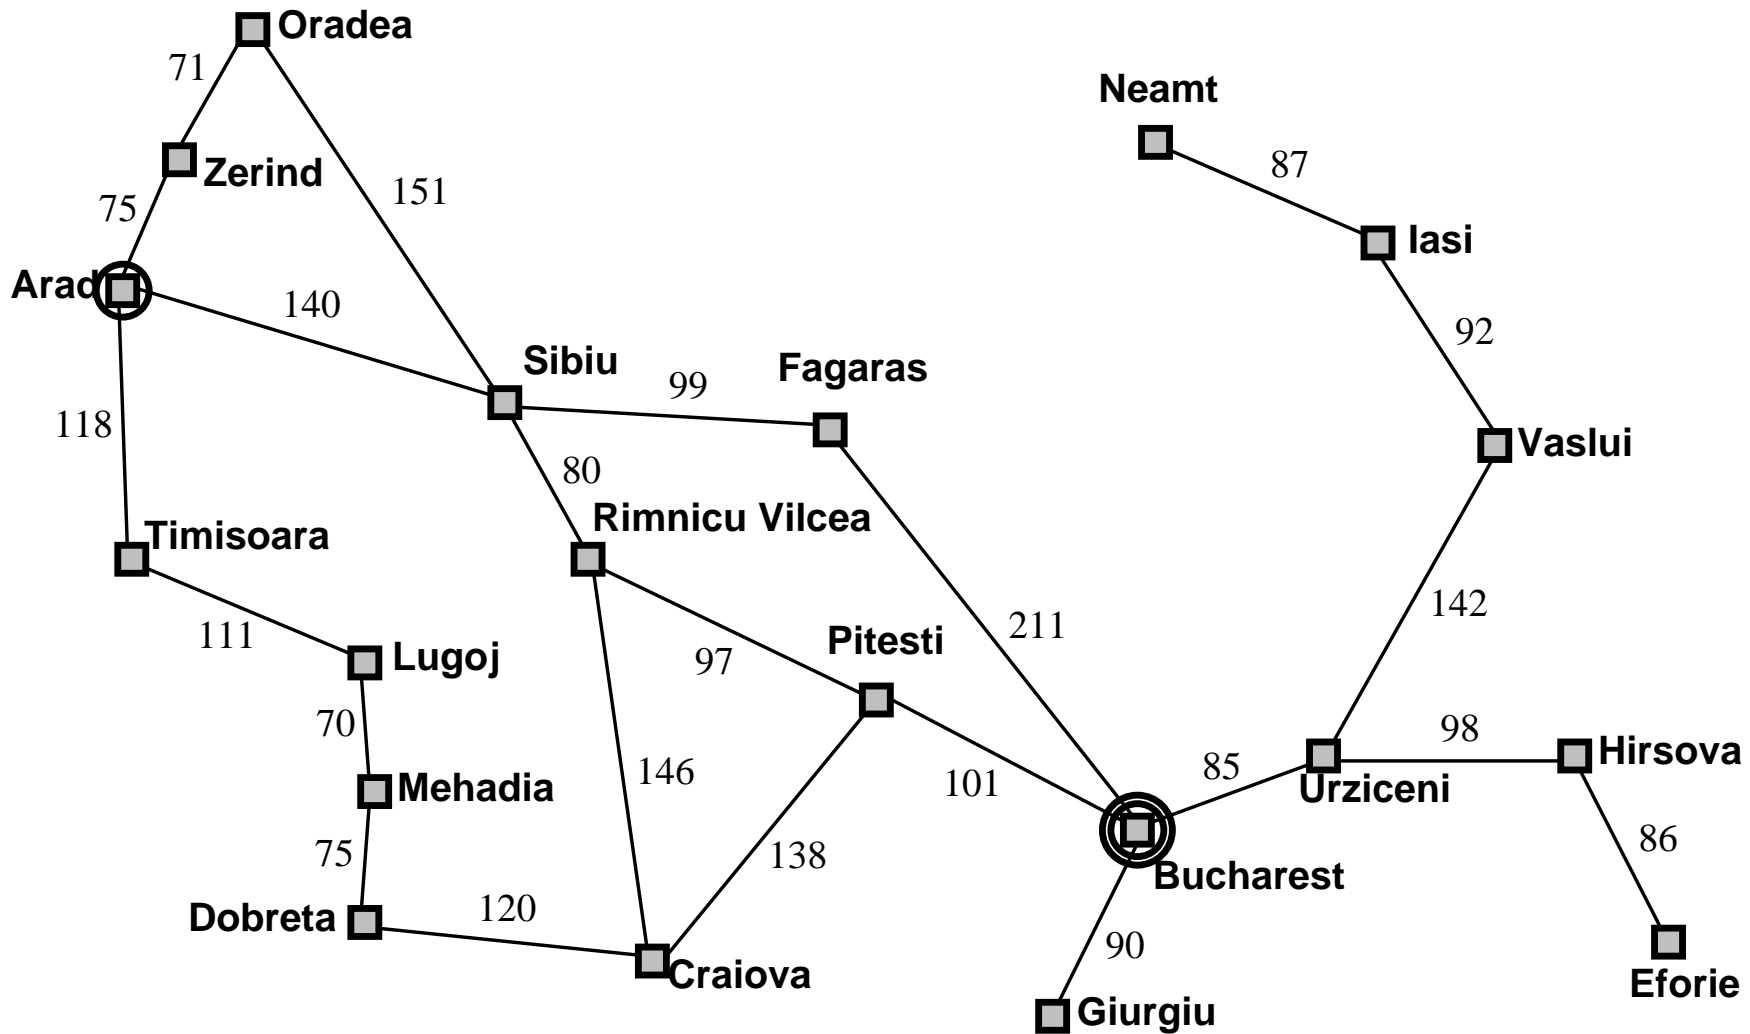 Oradea
71
Neamt
87
Zerind
151
75
Iasi
Arad
140
92
Sibiu
99
Fagaras
118
Vaslui
80
Timisoara
Rimnicu Vilcea
142
211
111
Lugoj
97
Pitesti
70
98
Hirsova
146
85
Mehadia
101
Urziceni
86
75
138
Bucharest
Dobreta
120
90
Craiova
Eforie
Giurgiu